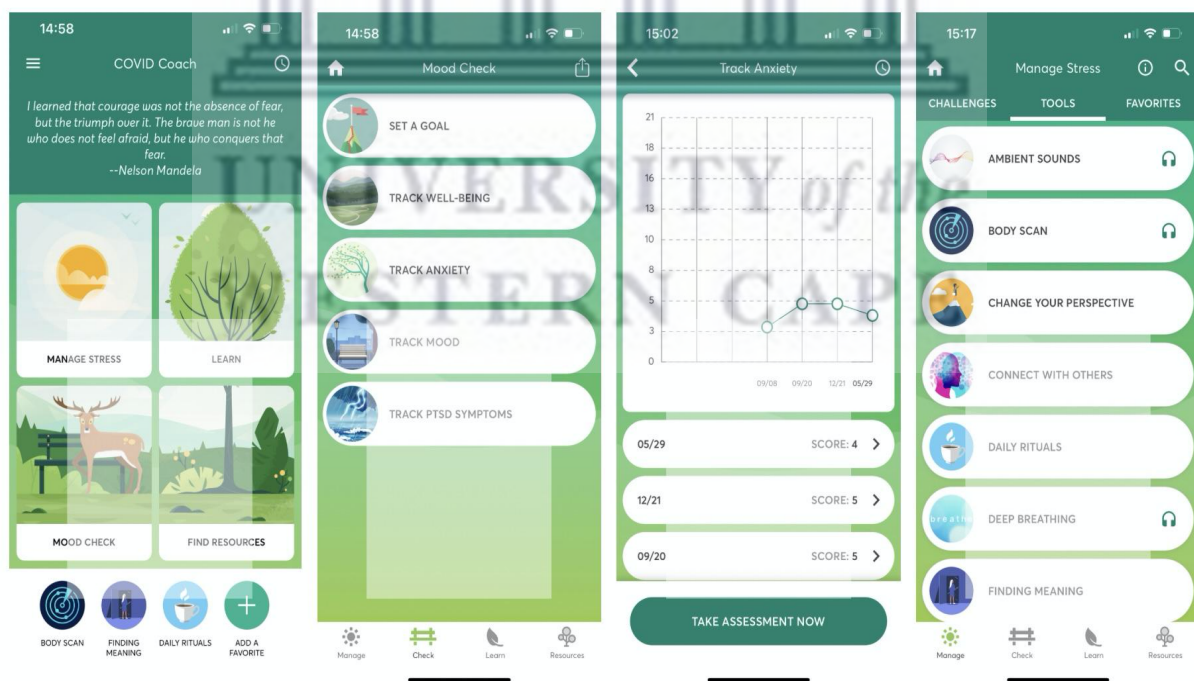 14:58
COVID Coach
I learned that courage was not the absence of fear,
but the triumph over it. The brave man is not he
who does not feel afraid, but he who conquers that
fear.
--Nelson Mandela
MANAGE STRESS
LEARN
MOOD CHECK
FIND RESOURCES
BODY SCAN
FINDING
MEANING
DAILY RITUALS
ADD A
FAVORITE
14:58
Mood Check
SET A GOAL
TRACK WELL-BEING
TRACK ANXIETY
TRACK MOOD
TRACK PTSD SYMPTOMS
Manage
Check
Learn
Resources
15:02
Track Anxiety
21
18
16
13
10
8
5
3
0
09/08 09/20 12/21 05/29
05/29 SCORE: 4
12/21 SCORE: 5
09/20 SCORE: 5
TAKE ASSESSMENT NOW
15:17
Manage Stress
CHALLENGES TOOLS FAVORITES
AMBIENT SOUNDS
BODY SCAN
CHANGE YOUR PERSPECTIVE
CONNECT WITH OTHERS
DAILY RITUALS
breathe
DEEP BREATHING
FINDING MEANING
Manage
Check
Learn
Resources
UNIVERSITY of the
WESTERN CAPE